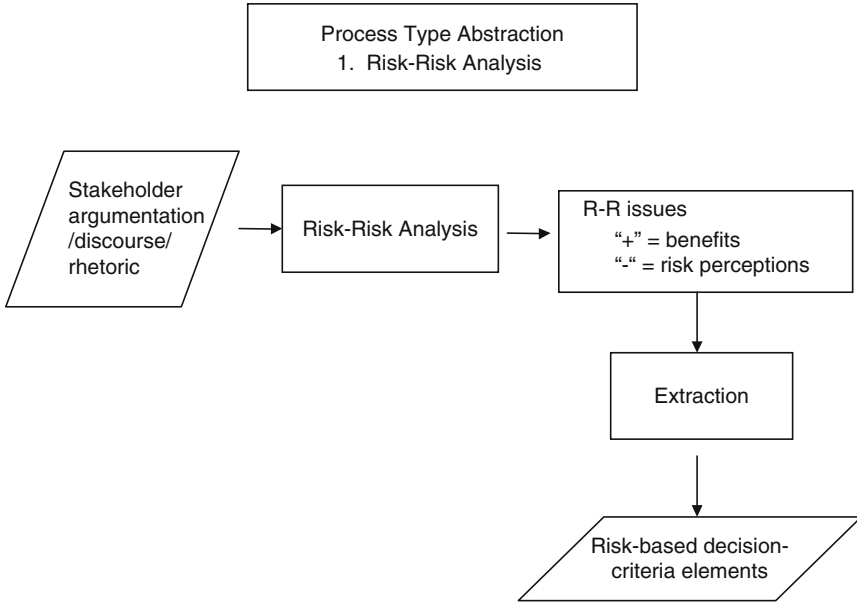 Process Type Abstraction
1. Risk-Risk Analysis
Stakeholder
argumentation
/discourse/
rhetoric
Risk-Risk Analysis
R-R issues
“+” = benefits
“-“ = risk perceptions
Extraction
Risk-based decision-
criteria elements